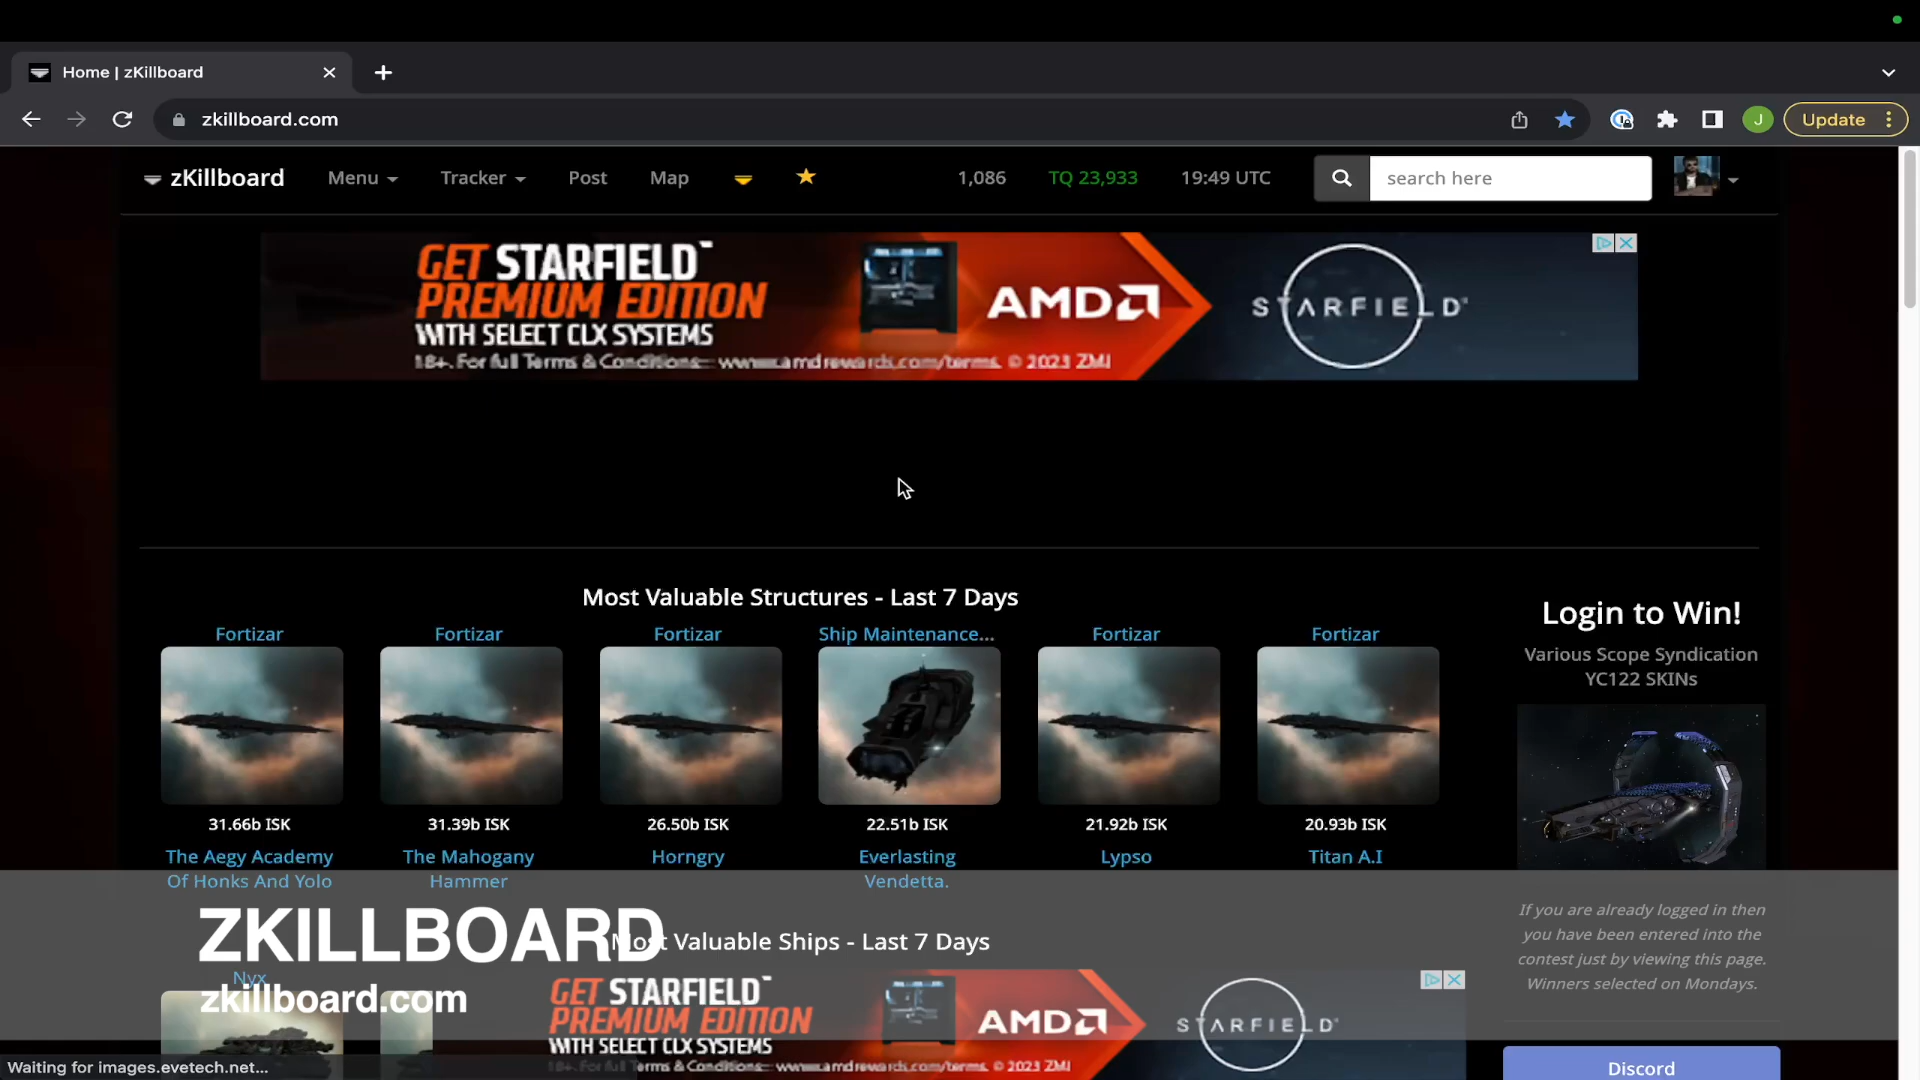 Home | zKillboard
zkillboard.com
J
Update
zKillboard
Menu
Tracker
Post
Map
1,086
TQ 23,933
19:49 UTC
search here
GET STARFIELD™
PREMIUM EDITION
WITH SELECT CLX SYSTEMS
18+. For full Terms & Conditions: www.amdrewards.com/terms. © 2023 ZMI
AMD
STARFIELD®
Most Valuable Structures - Last 7 Days
Fortizar
Fortizar
Fortizar
Ship Maintenance...
Fortizar
Fortizar
31.66b ISK
31.39b ISK
26.50b ISK
22.51b ISK
21.92b ISK
20.93b ISK
The Aegy Academy
Of Honks And Yolo
The Mahogany
Hammer
Horngry
Everlasting
Vendetta.
Lypso
Titan A.I
Login to Win!
Various Scope Syndication
YC122 SKINs
If you are already logged in then
you have been entered into the
contest just by viewing this page.
Winners selected on Mondays.
Discord
Most Valuable Ships - Last 7 Days
ZKILLBOARD
Nyx
zkillboard.com
GET STARFIELD™
PREMIUM EDITION
WITH SELECT CLX SYSTEMS
18+. For full Terms & Conditions: www.amdrewards.com/terms. © 2023 ZMI
AMD
STARFIELD®
Waiting for images.evetech.net...